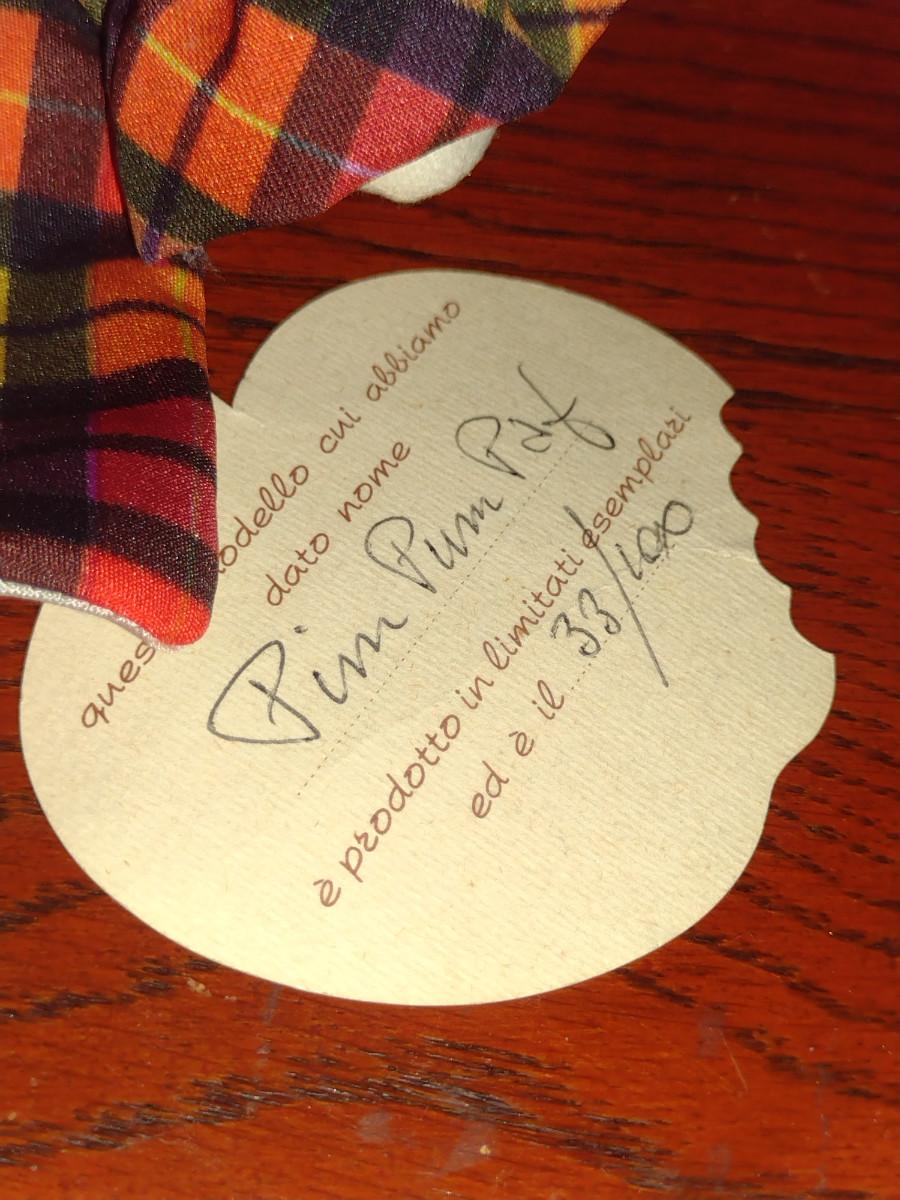 ques odello cui abbiamo
dato nome
Pim Pum Paf
è prodotto in limitati esemplari
ed è il 33/100